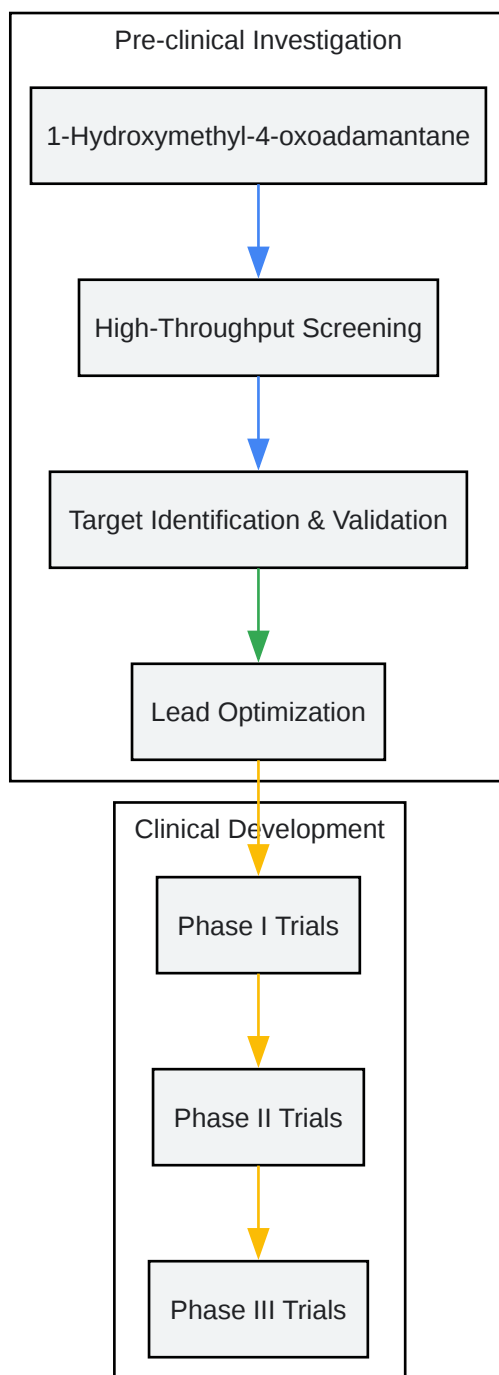 Pre-clinical Investigation
1-Hydroxymethyl-4-oxoadamantane
High-Throughput Screening
Target Identification & Validation
Lead Optimization
Clinical Development
Phase I Trials
Phase II Trials
Phase III Trials